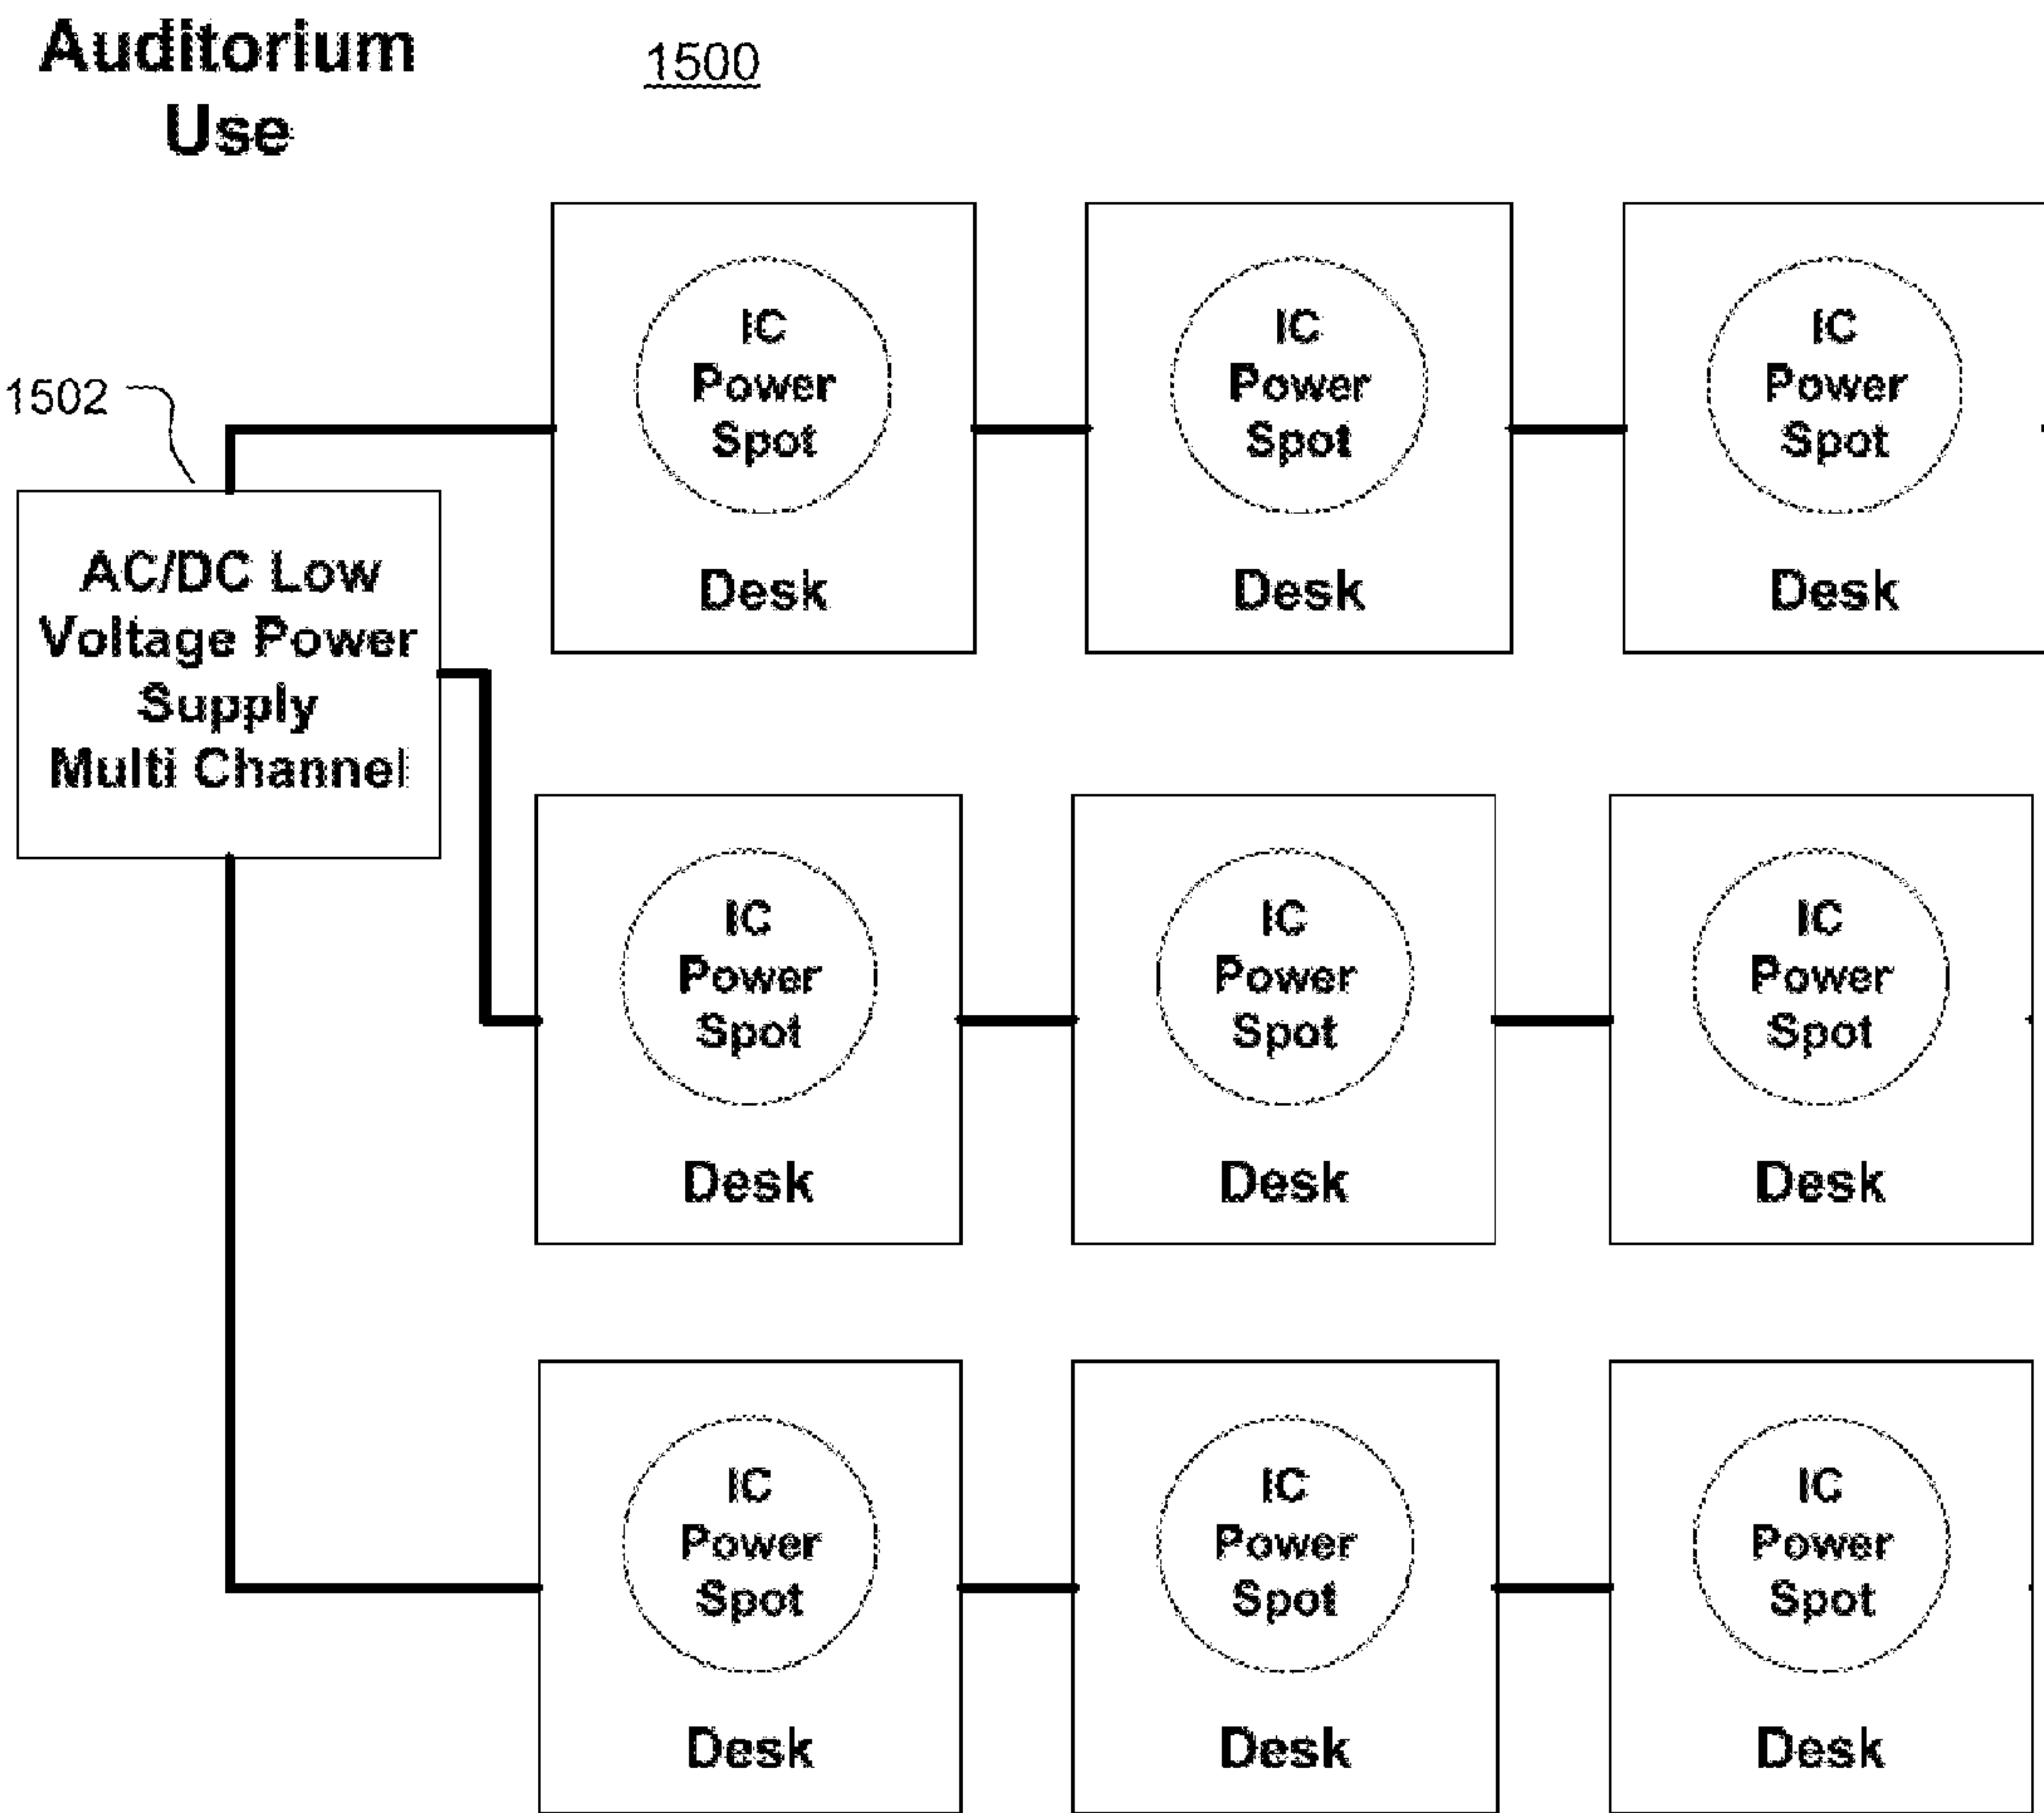 Auditorium
Use
1500
1502
AC/DC Low
Voltage Power
Supply
Multi Channel
IC
Power
Spot
Desk
IC
Power
Spot
Desk
IC
Power
Spot
Desk
IC
Power
Spot
Desk
IC
Power
Spot
Desk
IC
Power
Spot
Desk
IC
Power
Spot
Desk
IC
Power
Spot
Desk
IC
Power
Spot
Desk